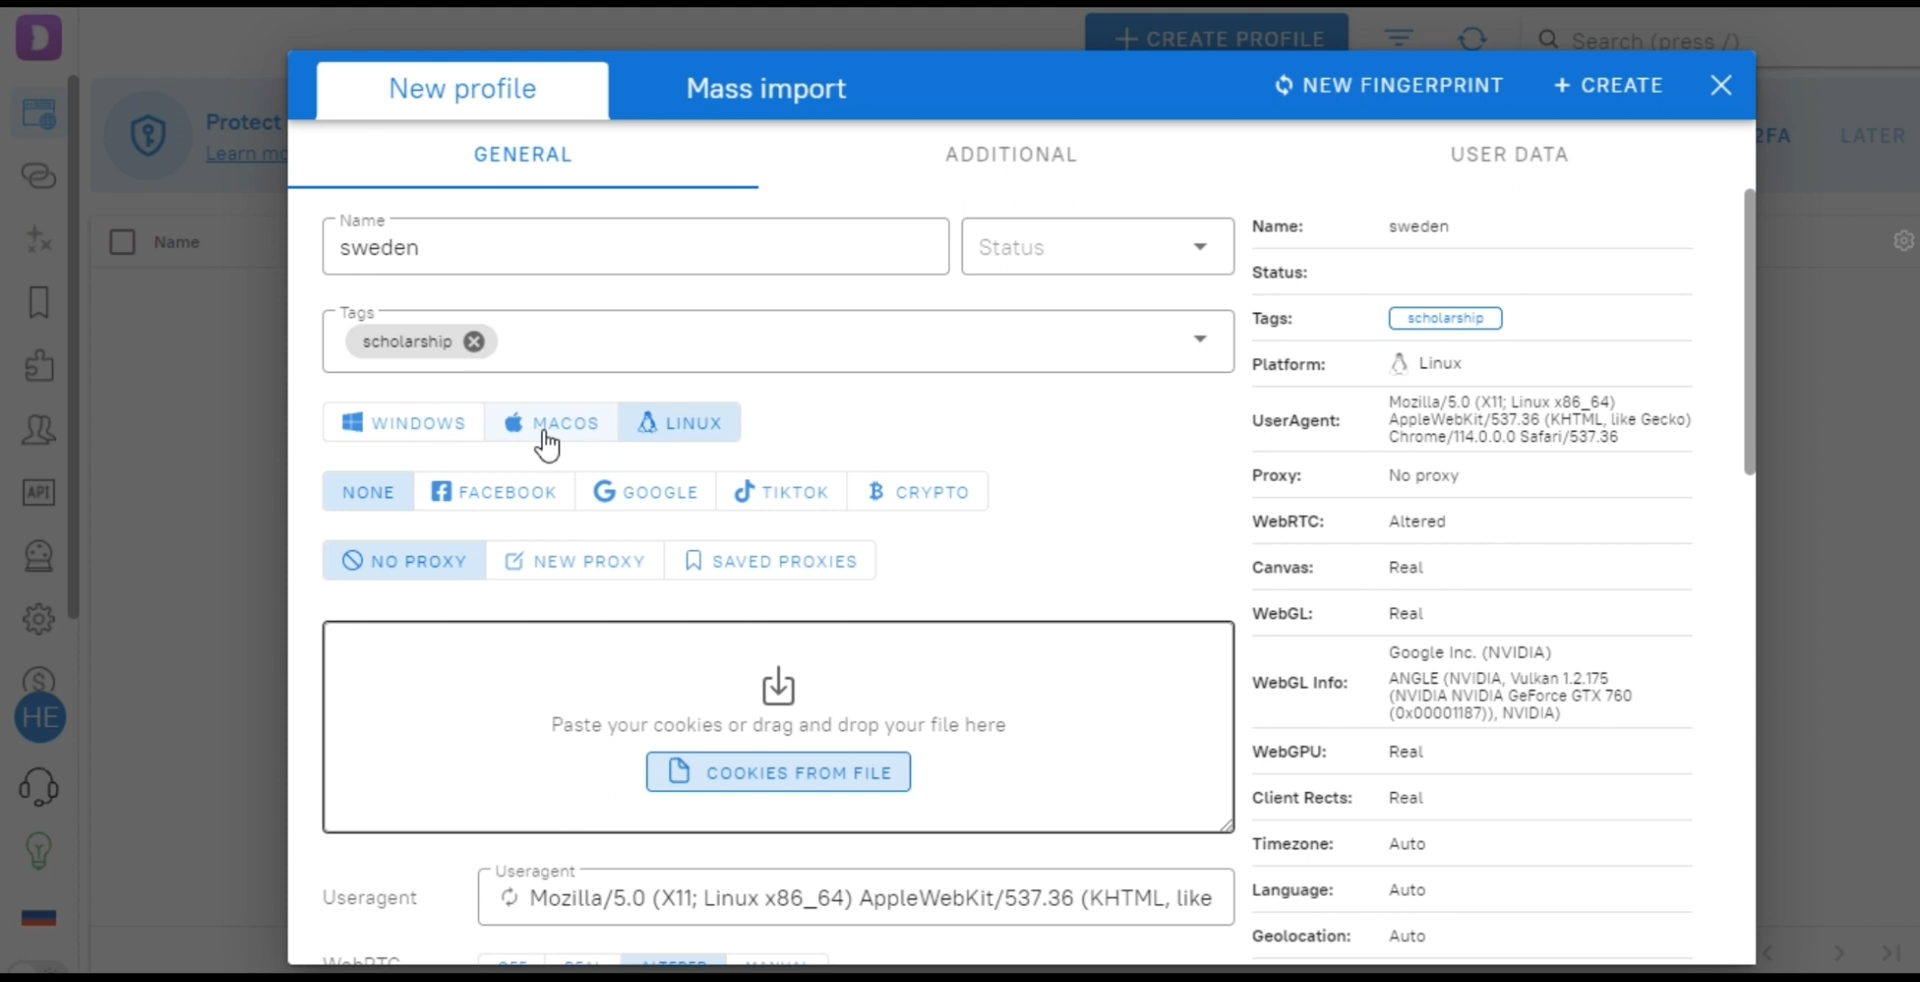 + CREATE PROFILE
Search (press /)
New profile
Mass import
NEW FINGERPRINT
+ CREATE
Protect
Learn mo
2FA
LATER
GENERAL
ADDITIONAL
USER DATA
Name
Name
sweden
Status
Tags
scholarship
WINDOWS
MACOS
LINUX
NONE
FACEBOOK
GOOGLE
TIKTOK
CRYPTO
NO PROXY
NEW PROXY
SAVED PROXIES
Paste your cookies or drag and drop your file here
COOKIES FROM FILE
Useragent
Useragent
Mozilla/5.0 (X11; Linux x86_64) AppleWebKit/537.36 (KHTML, like
WebRTC
OFF
REAL
ALTERED
MANUAL
Name: sweden
Status:
Tags: scholarship
Platform: Linux
UserAgent: Mozilla/5.0 (X11; Linux x86_64)
AppleWebKit/537.36 (KHTML, like Gecko)
Chrome/114.0.0.0 Safari/537.36
Proxy: No proxy
WebRTC: Altered
Canvas: Real
WebGL: Real
WebGL Info: Google Inc. (NVIDIA)
ANGLE (NVIDIA, Vulkan 1.2.175
(NVIDIA NVIDIA GeForce GTX 760
(0x00001187)), NVIDIA)
WebGPU: Real
Client Rects: Real
Timezone: Auto
Language: Auto
Geolocation: Auto
API
HE